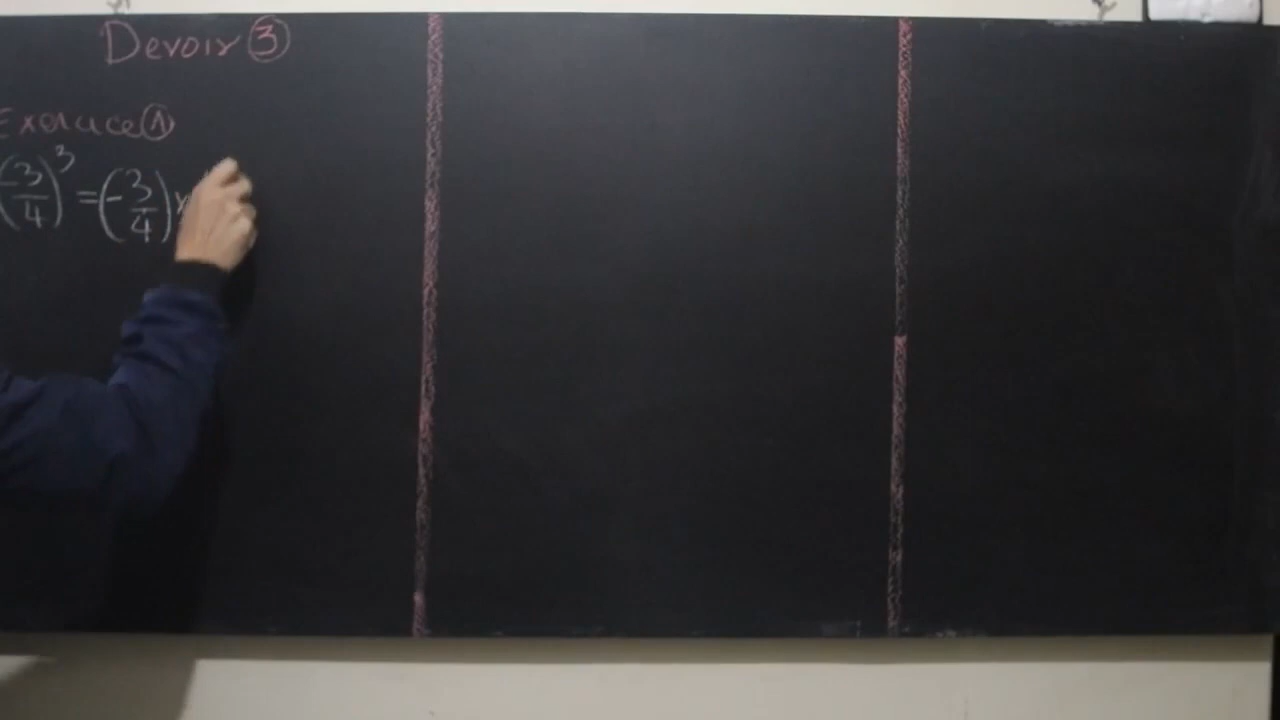 Devoir ③
Exercice ①
(-3/4)³ = (-3/4) ×